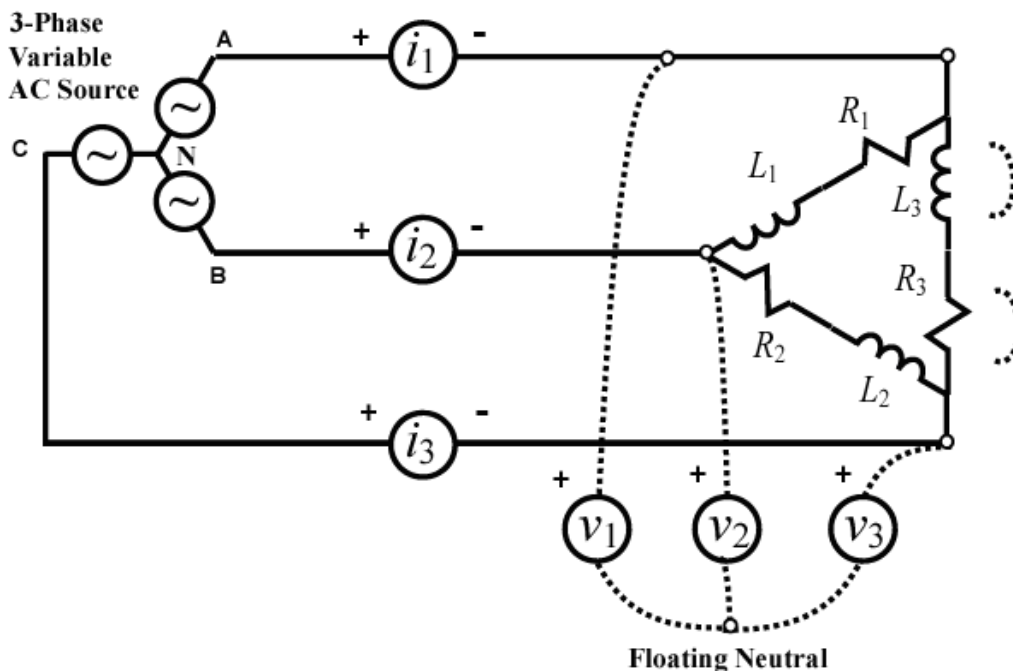 3-Phase
Variable
AC Source
A
+ i1 -
R1
C
N
L1
L3
B
+ i2 -
R3
R2
L2
+ i3 -
+ + +
v1 v2 v3
Floating Neutral